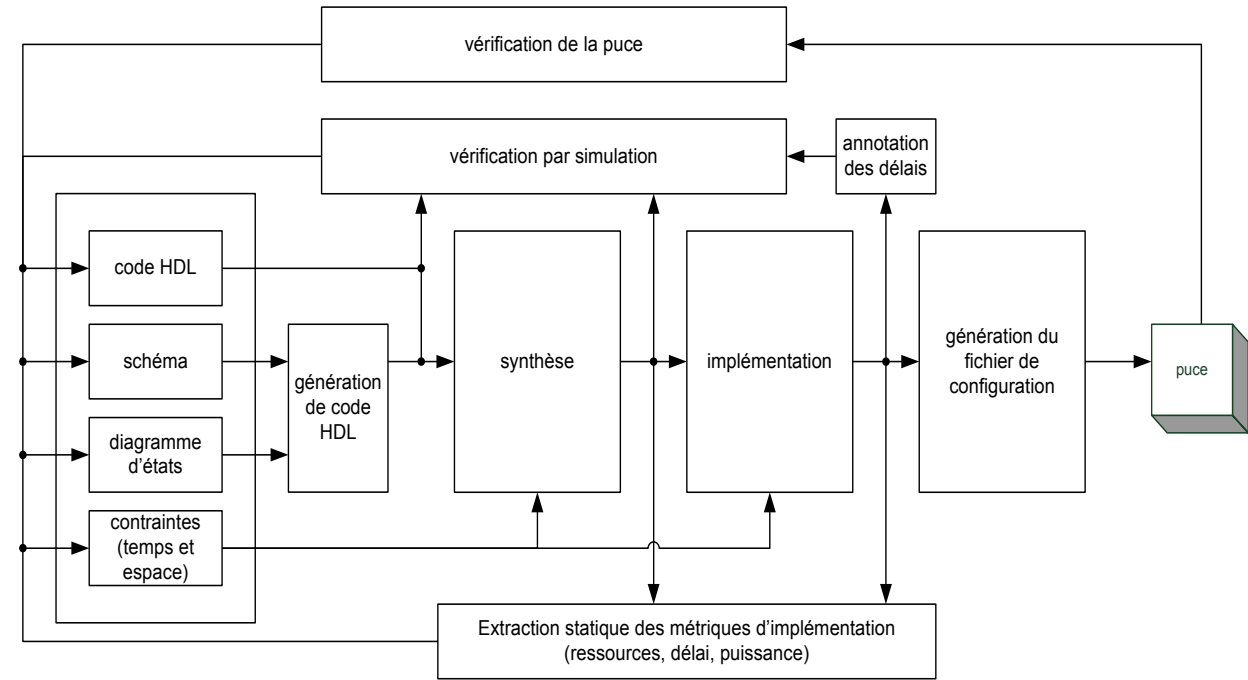 vérification de la puce
vérification par simulation
annotation
des délais
code HDL
schéma
diagramme
d'états
contraintes
(temps et
espace)
génération
de code
HDL
synthèse
implémentation
génération du
fichier de
configuration
puce
Extraction statique des métriques d'implémentation
(ressources, délai, puissance)